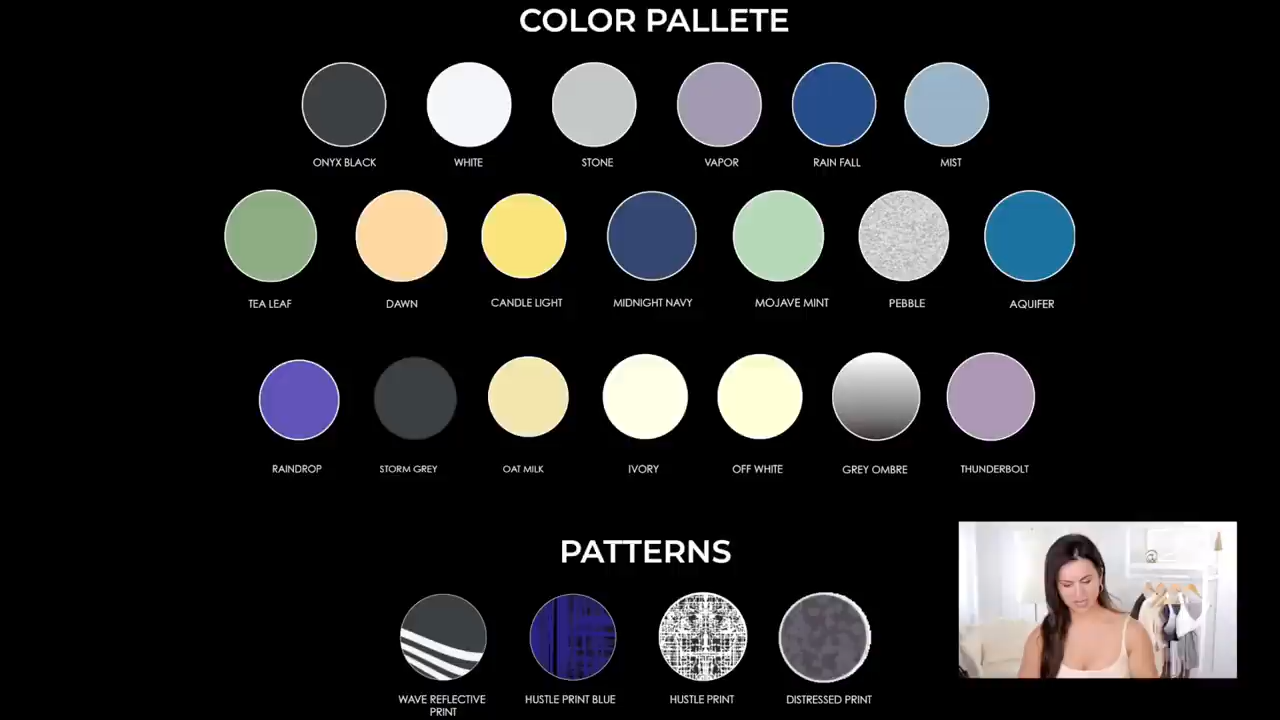 COLOR PALLETE
ONYX BLACK
WHITE
STONE
VAPOR
RAIN FALL
MIST
TEA LEAF
DAWN
CANDLE LIGHT
MIDNIGHT NAVY
MOJAVE MINT
PEBBLE
AQUIFER
RAINDROP
STORM GREY
OAT MILK
IVORY
OFF WHITE
GREY OMBRE
THUNDERBOLT
PATTERNS
WAVE REFLECTIVE
PRINT
HUSTLE PRINT BLUE
HUSTLE PRINT
DISTRESSED PRINT